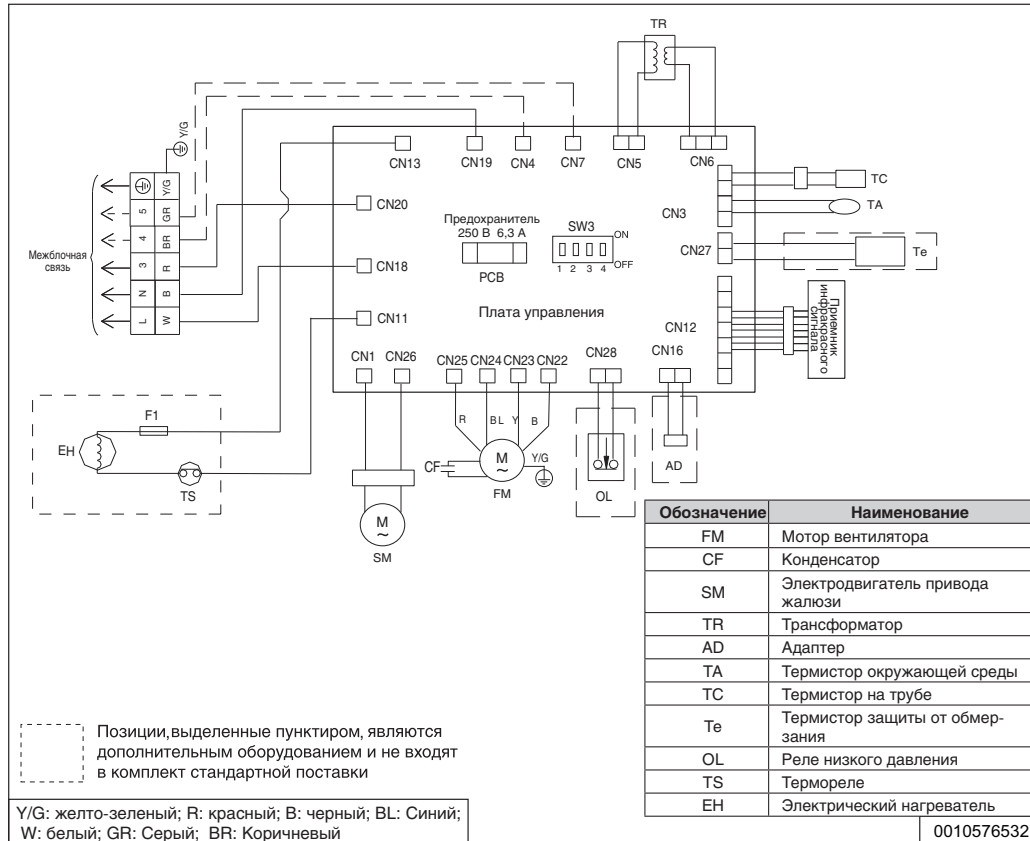 TR
Y/G
CN13
CN19
CN4
CN7
CN5
CN6
Y/G
5
GR
4
BR
3
R
N
B
L
W
Межблочная
связь
CN20
CN18
CN11
Предохранитель
250 В 6,3 А
PCB
SW3
ON
OFF
1 2 3 4
Плата управления
CN3
CN27
CN12
TC
TA
Te
Приемник
инфракрасного
сигнала
CN1
CN26
CN25
CN24
CN23
CN22
CN28
CN16
R
BL
Y
B
F1
EH
TS
CF
M
~
Y/G
FM
M
~
SM
OL
AD
Обозначение Наименование
FM Мотор вентилятора
CF Конденсатор
SM Электродвигатель привода
жалюзи
TR Трансформатор
AD Адаптер
TA Термистор окружающей среды
TC Термистор на трубе
Te Термистор защиты от обмер-
зания
OL Реле низкого давления
TS Термореле
EH Электрический нагреватель
Позиции,выделенные пунктиром, являются
дополнительным оборудованием и не входят
в комплект стандартной поставки
Y/G: желто-зеленый; R: красный; B: черный; BL: Синий;
W: белый; GR: Серый; BR: Коричневый
0010576532